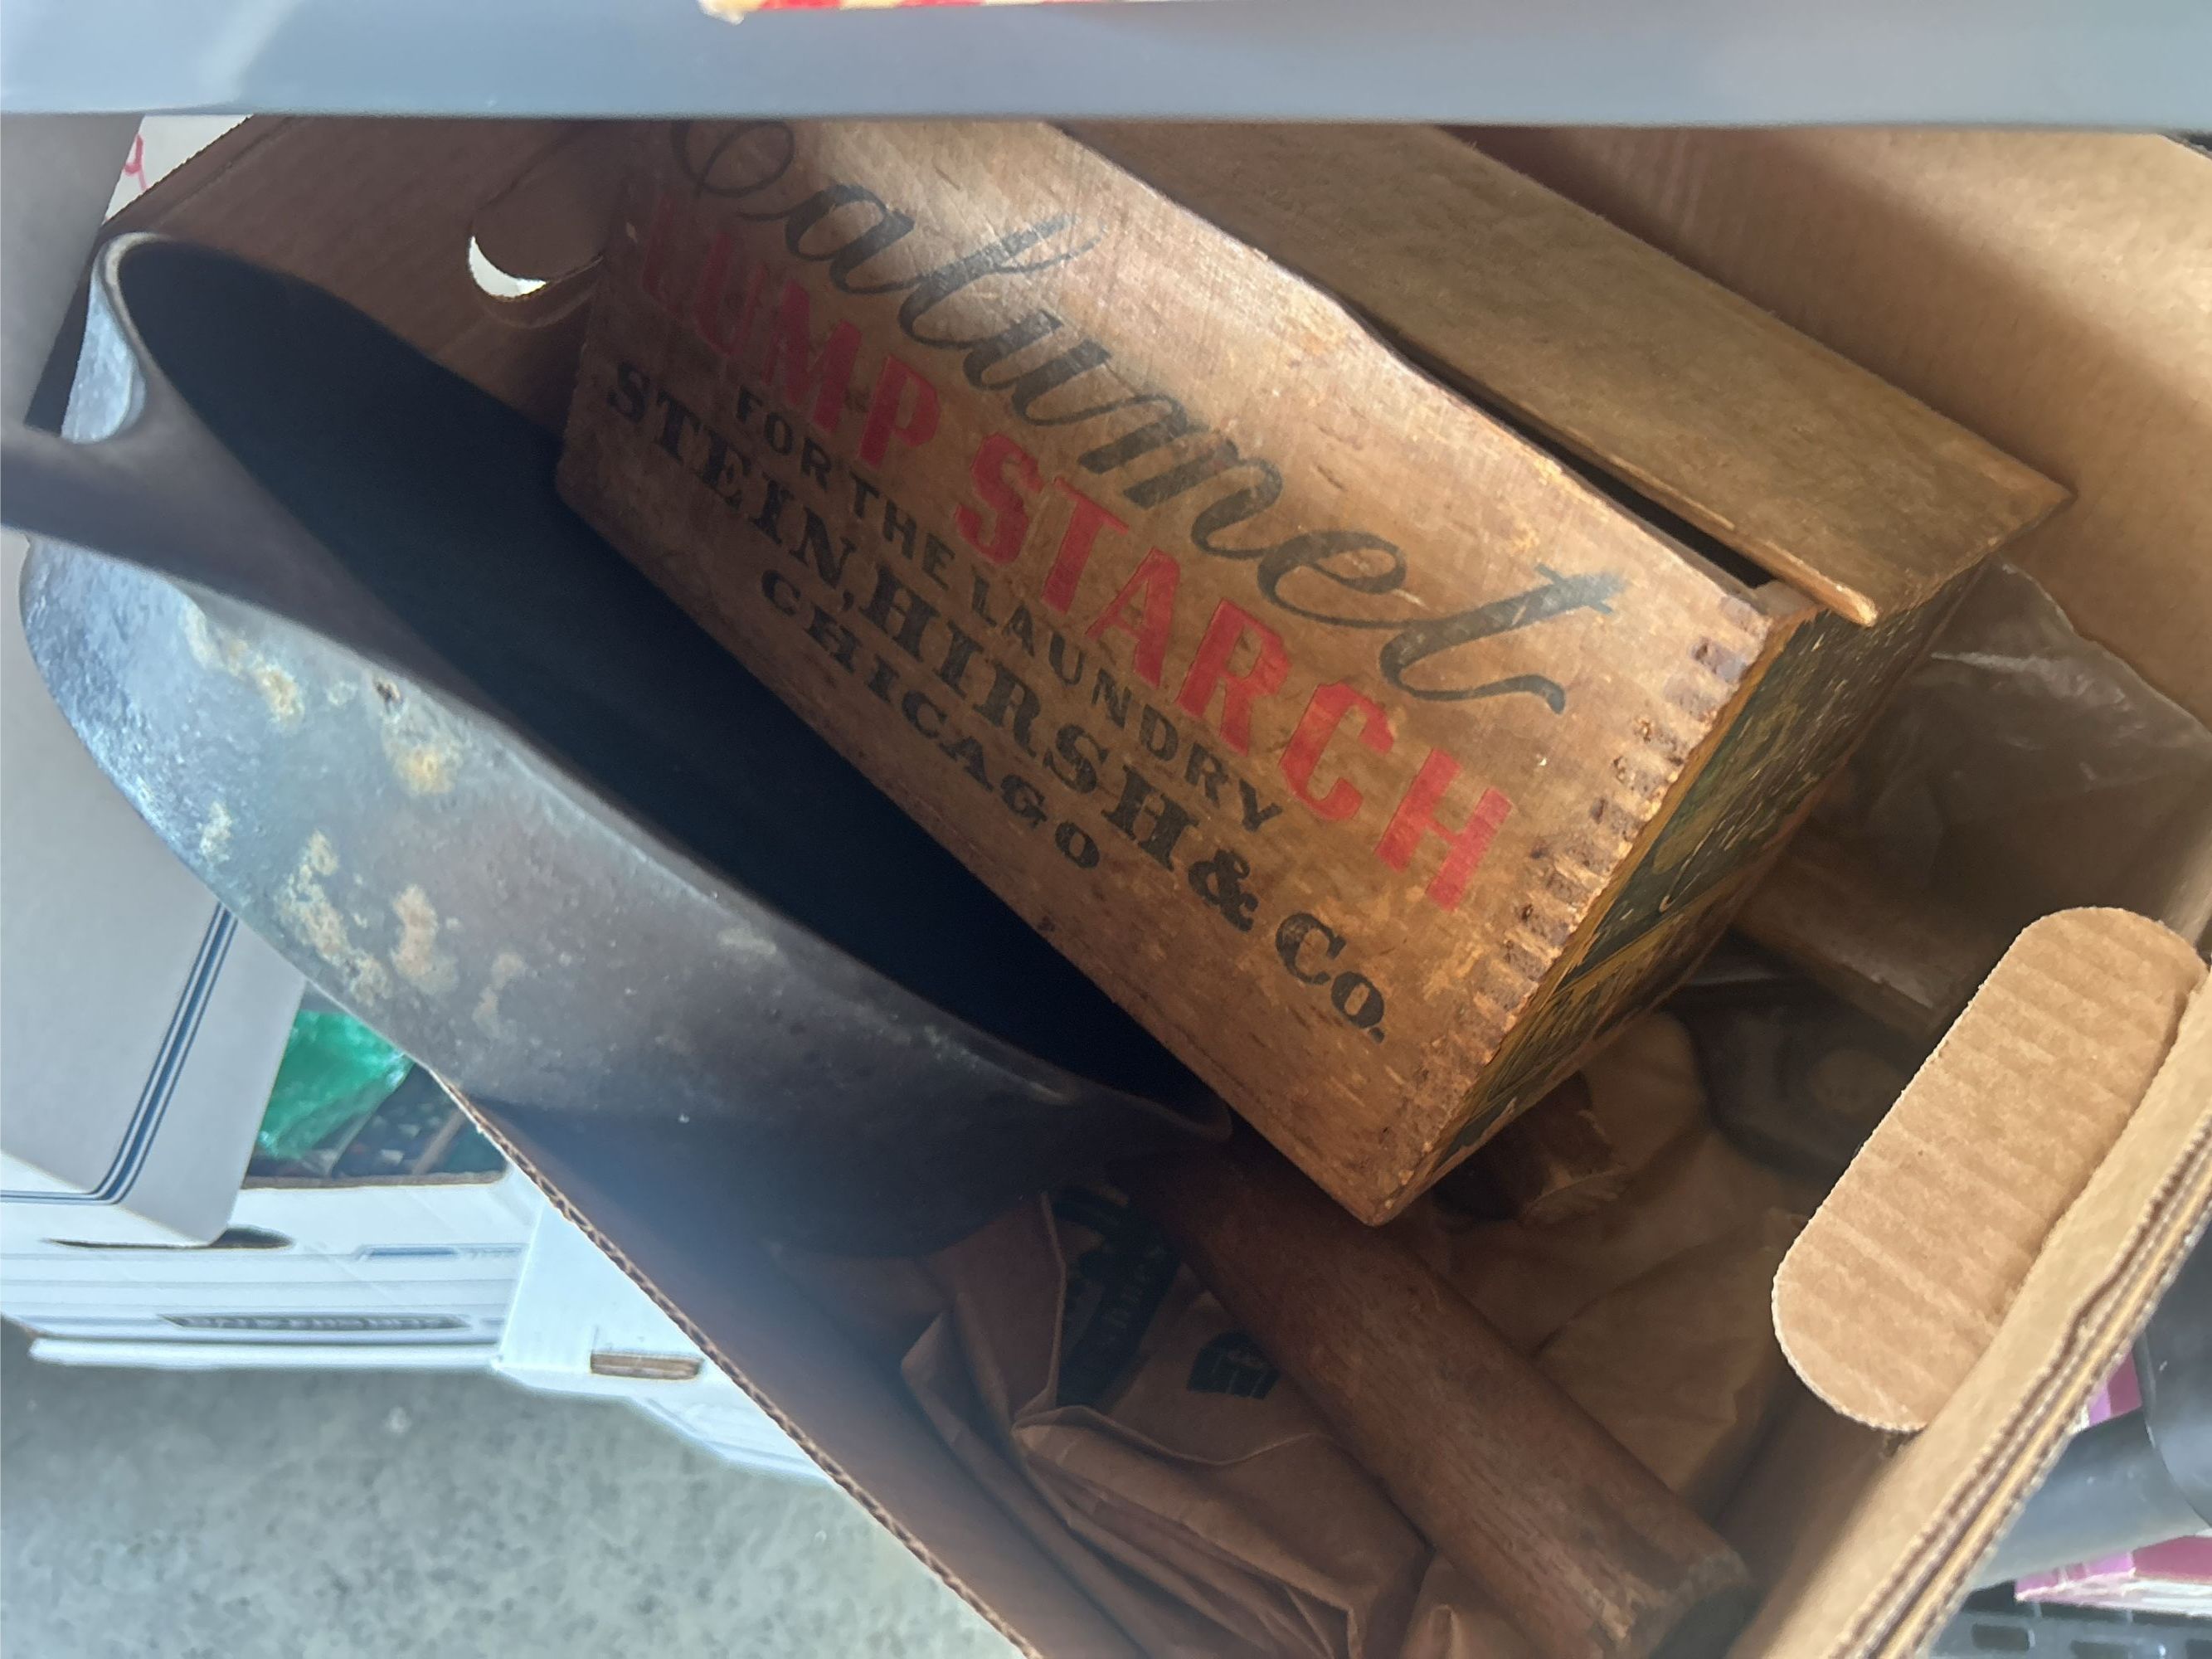 Calumet
LUMP STARCH
FOR THE LAUNDRY
STEIN, HIRSH & CO.
CHICAGO